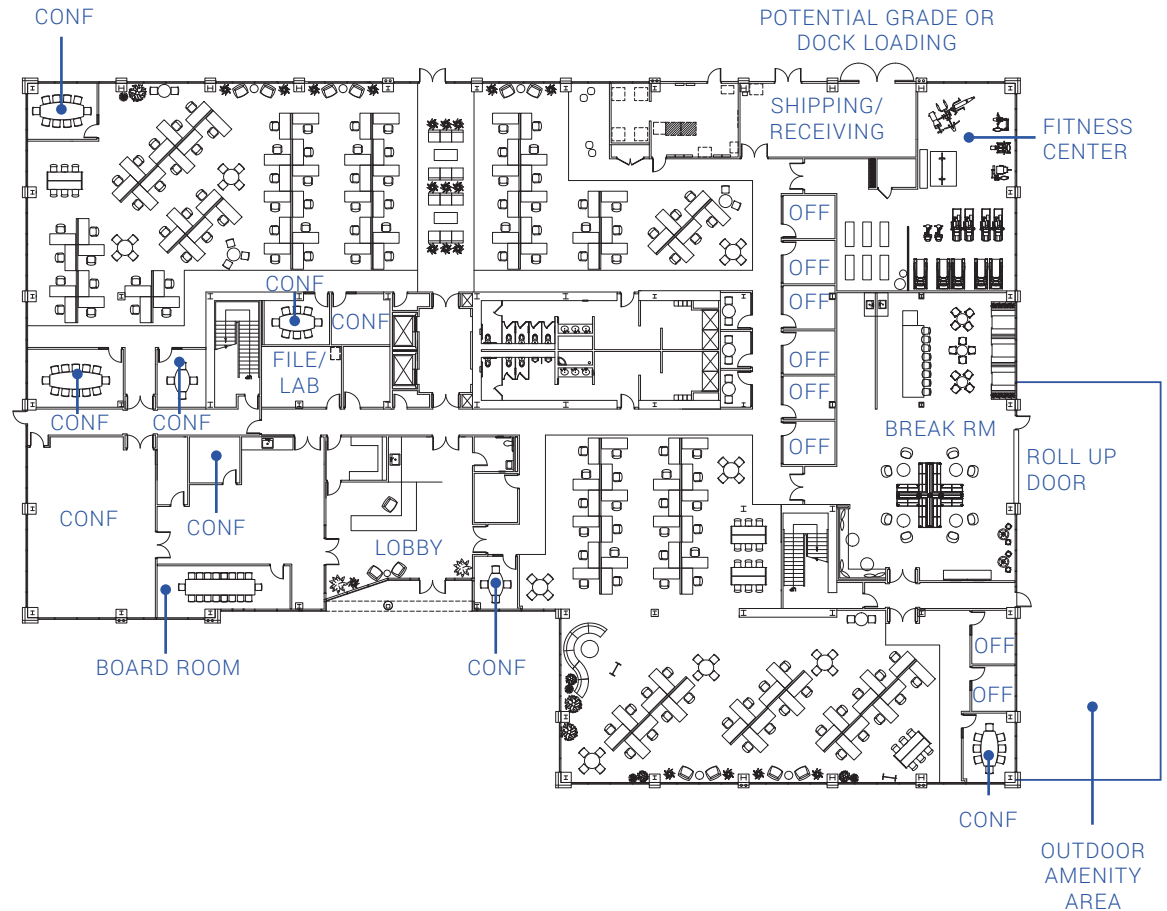 CONF
POTENTIAL GRADE OR
DOCK LOADING
SHIPPING/
RECEIVING
FITNESS
CENTER
OFF
OFF
CONF
OFF
CONF
FILE/
LAB
OFF
OFF
CONF
CONF
BREAK RM
OFF
ROLL UP
DOOR
CONF
CONF
LOBBY
BOARD ROOM
CONF
OFF
OFF
CONF
OUTDOOR
AMENITY
AREA